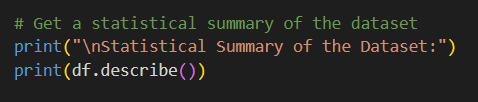 # Get a statistical summary of the dataset
print("\nStatistical Summary of the Dataset:")
print(df.describe())